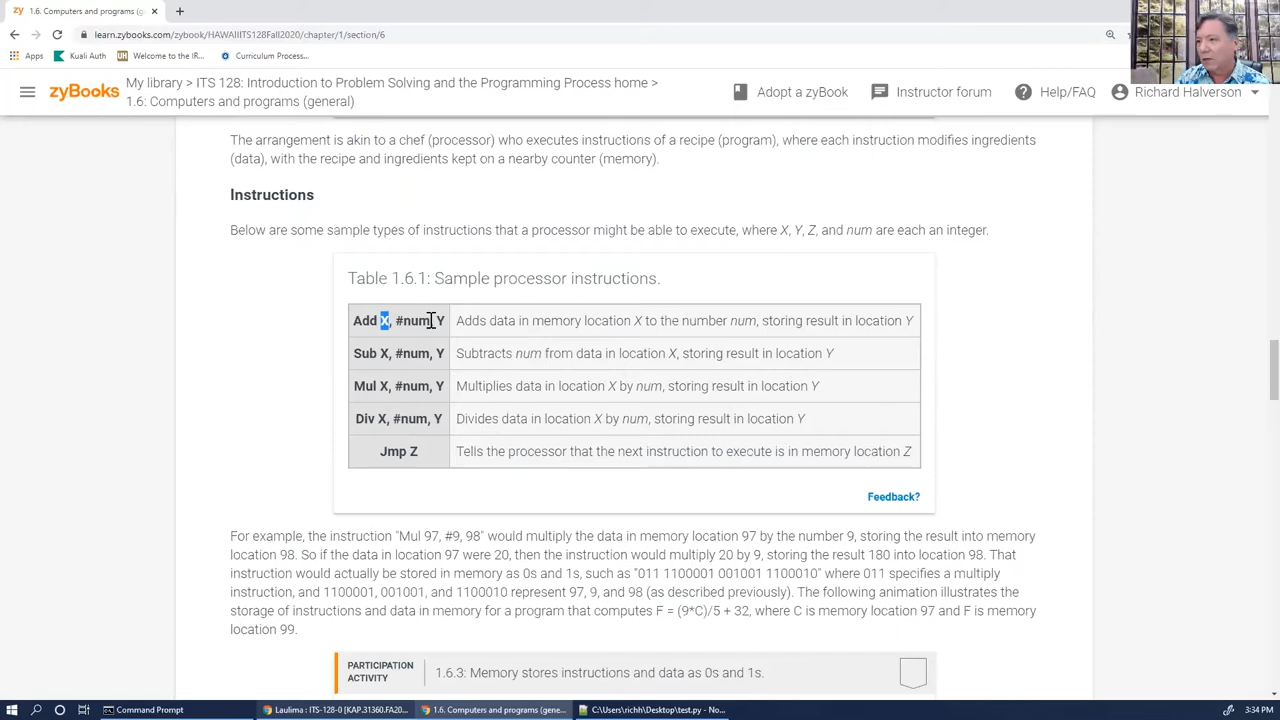 1.6. Computers and programs (g
learn.zybooks.com/zybook/HAWAIIITS128Fall2020/chapter/1/section/6
Apps
Kuali Auth
UH
Welcome to the IRI...
Curriculum Process...
zyBooks
My library > ITS 128: Introduction to Problem Solving and the Programming Process home >
1.6: Computers and programs (general)
Adopt a zyBook
Instructor forum
Help/FAQ
Richard Halverson
The arrangement is akin to a chef (processor) who executes instructions of a recipe (program), where each instruction modifies ingredients
(data), with the recipe and ingredients kept on a nearby counter (memory).
Instructions
Below are some sample types of instructions that a processor might be able to execute, where X, Y, Z, and num are each an integer.
Table 1.6.1: Sample processor instructions.
Add X, #num, Y
Adds data in memory location X to the number num, storing result in location Y
Sub X, #num, Y
Subtracts num from data in location X, storing result in location Y
Mul X, #num, Y
Multiplies data in location X by num, storing result in location Y
Div X, #num, Y
Divides data in location X by num, storing result in location Y
Jmp Z
Tells the processor that the next instruction to execute is in memory location Z
Feedback?
For example, the instruction "Mul 97, #9, 98" would multiply the data in memory location 97 by the number 9, storing the result into memory
location 98. So if the data in location 97 were 20, then the instruction would multiply 20 by 9, storing the result 180 into location 98. That
instruction would actually be stored in memory as 0s and 1s, such as "011 1100001 001001 1100010" where 011 specifies a multiply
instruction, and 1100001, 001001, and 1100010 represent 97, 9, and 98 (as described previously). The following animation illustrates the
storage of instructions and data in memory for a program that computes F = (9*C)/5 + 32, where C is memory location 97 and F is memory
location 99.
PARTICIPATION
ACTIVITY
1.6.3: Memory stores instructions and data as 0s and 1s.
Command Prompt
Laulima : ITS-128-0 [KAP.31360.FA20...
1.6. Computers and programs (gene...
C:\Users\richh\Desktop\test.py - No...
3:34 PM